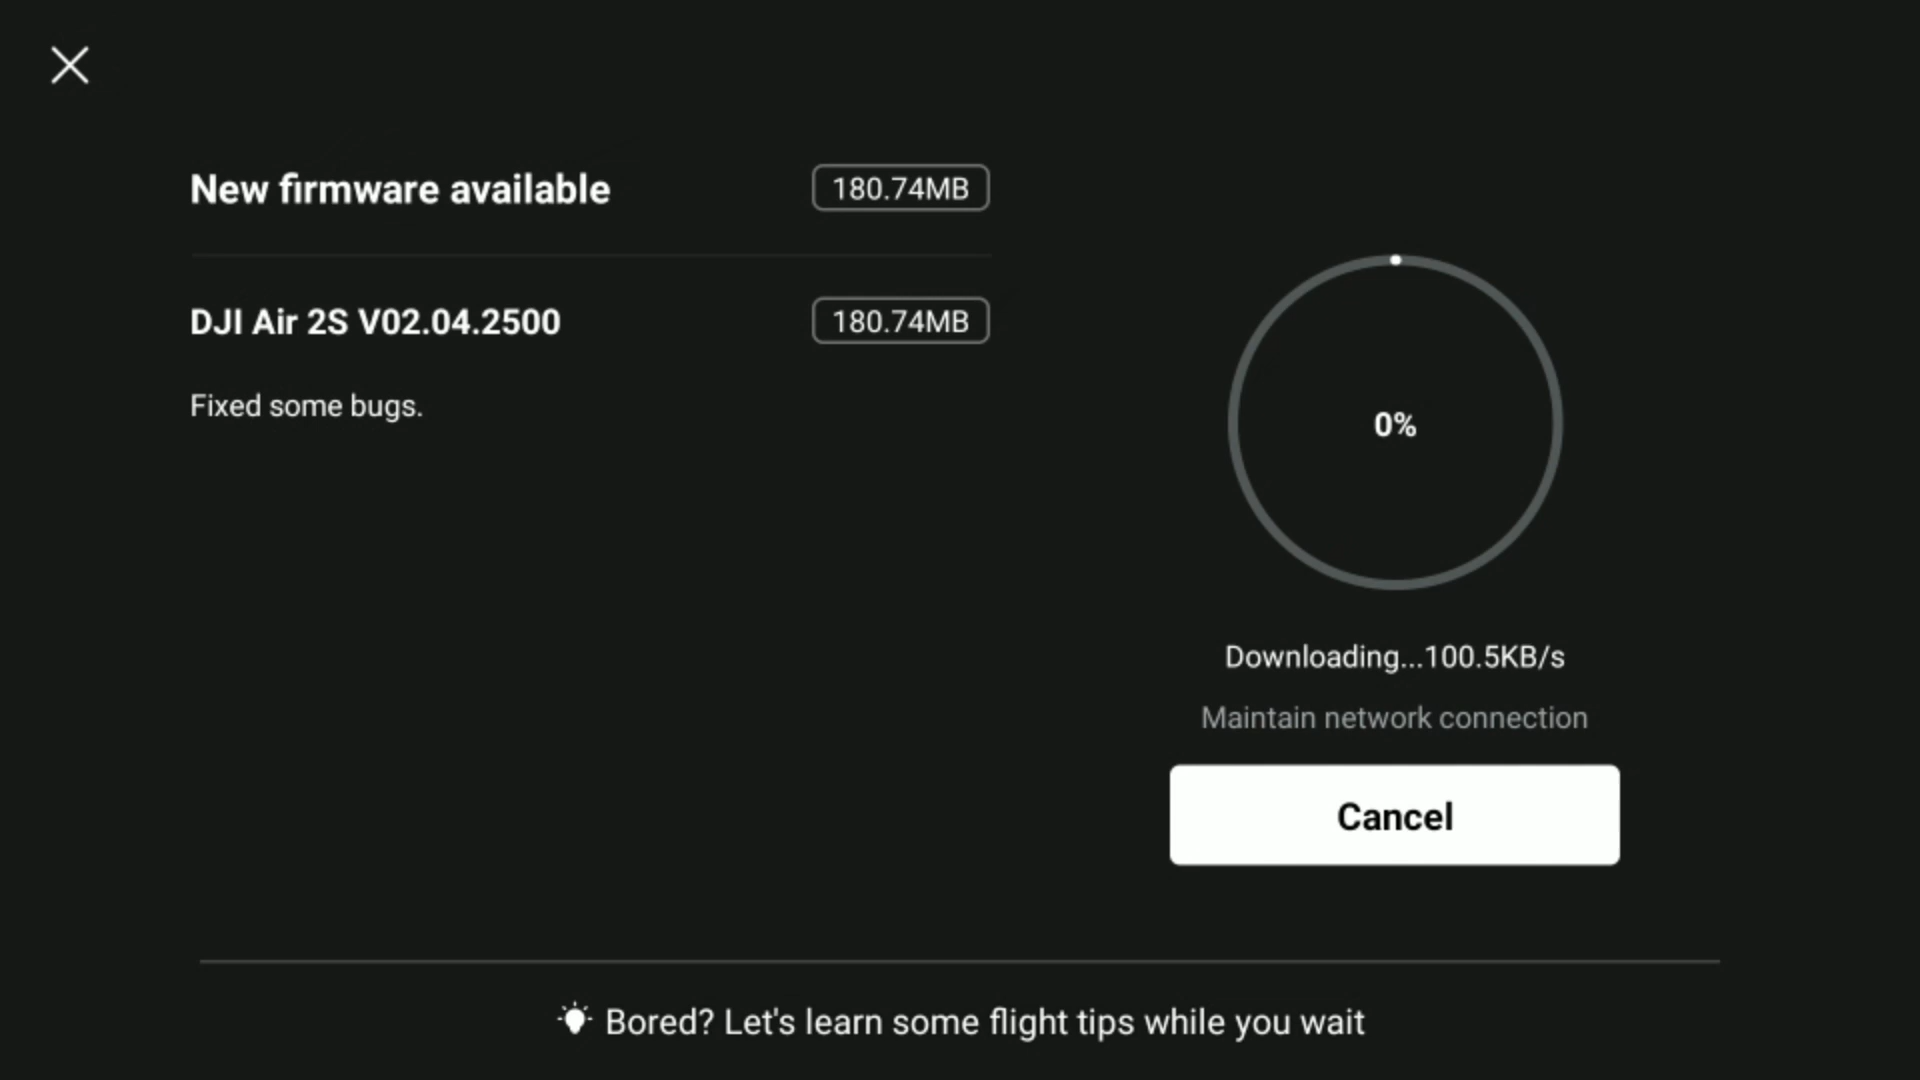 New firmware available
180.74MB
DJI Air 2S V02.04.2500
180.74MB
Fixed some bugs.
0%
Downloading...100.5KB/s
Maintain network connection
Cancel
Bored? Let's learn some flight tips while you wait